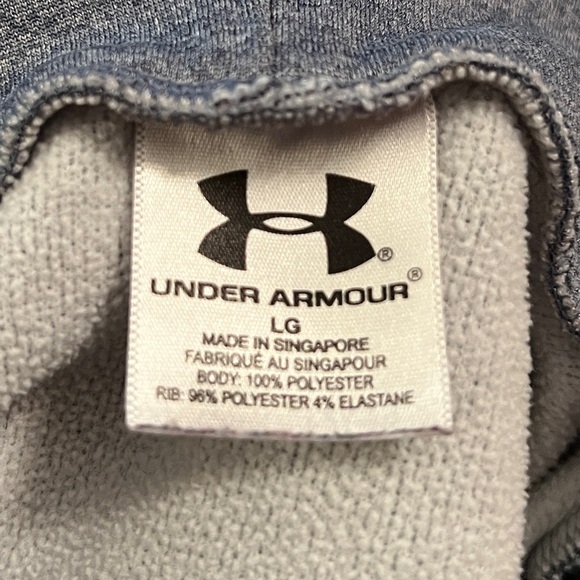 ®
UNDER ARMOUR®
LG
MADE IN SINGAPORE
FABRIQUÉ AU SINGAPOUR
BODY: 100% POLYESTER
RIB: 96% POLYESTER 4% ELASTANE